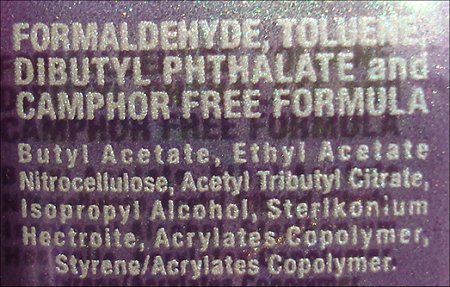 FORMALDEHYDE, TOLUENE,
DIBUTYL PHTHALATE and
CAMPHOR FREE FORMULA
Butyl Acetate, Ethyl Acetate
Nitrocellulose, Acetyl Tributyl Citrate,
Isopropyl Alcohol, Sterlkonium
Hectroite, Acrylates Copolymer,
Styrene/Acrylates Copolymer.